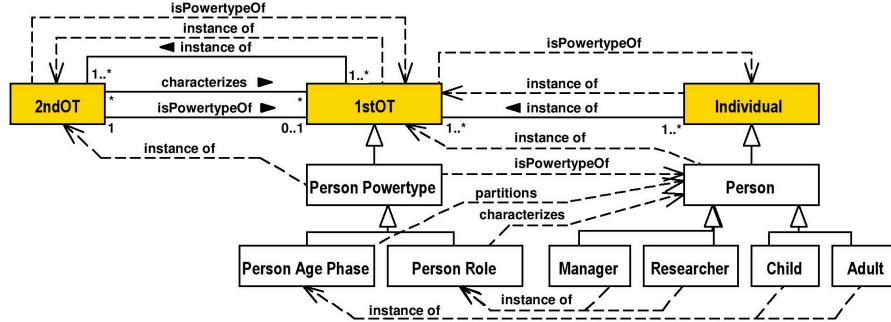 isPowertypeOf
instance of
◄ instance of
isPowertypeOf
1..*
1..*
instance of
characterizes ►
2ndOT
*
*
1stOT
◄ instance of
Individual
isPowertypeOf ►
1
0..1
1..*
1..*
instance of
instance of
isPowertypeOf
Person Powertype
partitions
Person
characterizes
Person Age Phase
Person Role
Manager
Researcher
Child
Adult
instance of
instance of